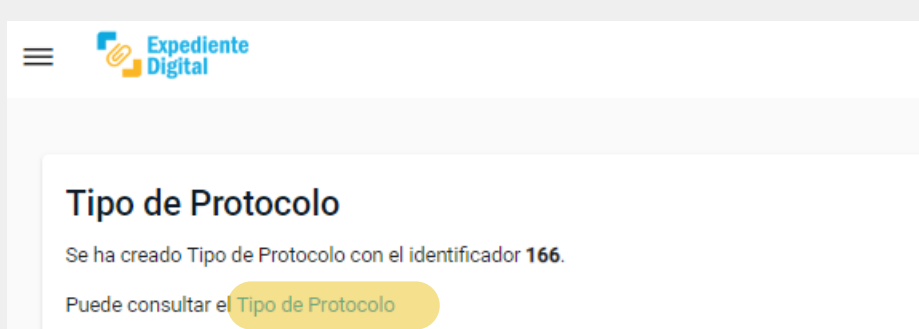 Expediente
Digital
Tipo de Protocolo
Se ha creado Tipo de Protocolo con el identificador 166.
Puede consultar el Tipo de Protocolo